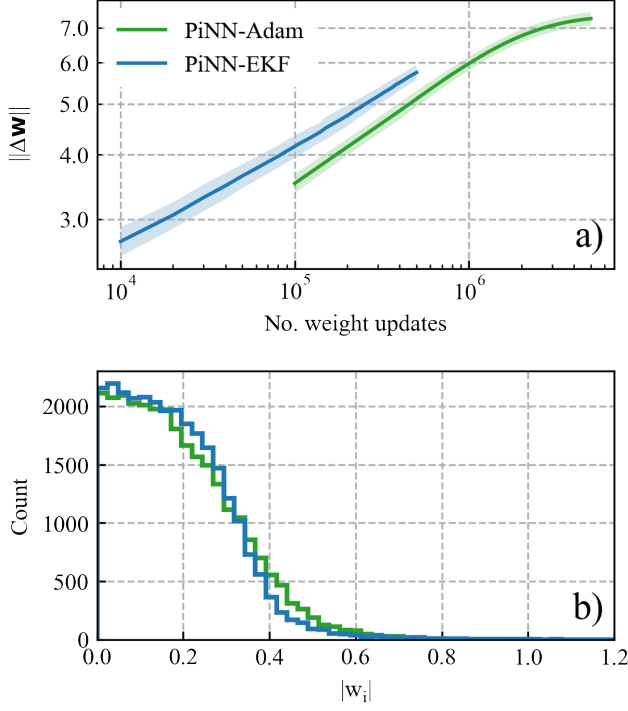 7.0
6.0
5.0
4.0
3.0
||Δw||
PiNN-Adam
PiNN-EKF
a)
10⁴
10⁵
10⁶
No. weight updates
2000
1500
1000
500
0
Count
b)
0.0
0.2
0.4
0.6
0.8
1.0
1.2
|wᵢ|